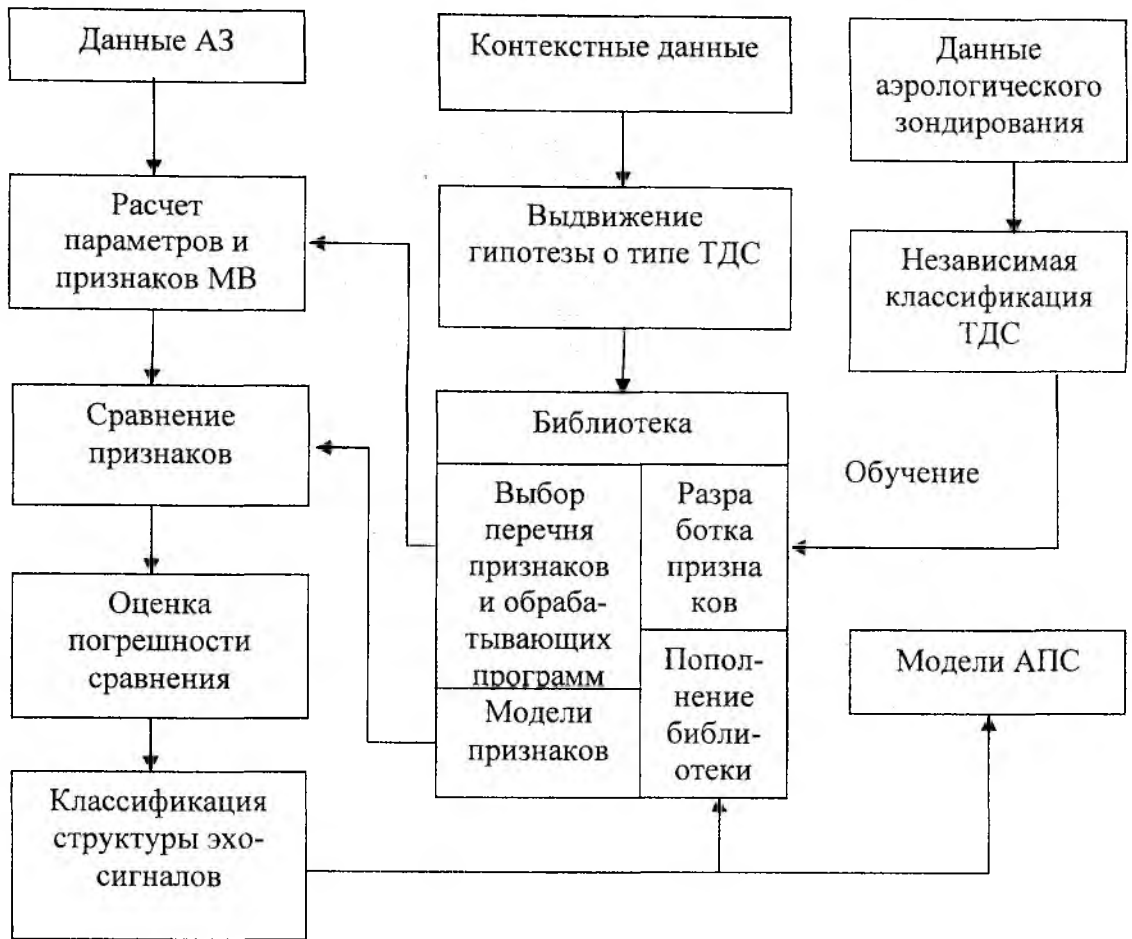 Данные АЗ
Контекстные данные
Данные
аэрологического
зондирования
Расчет
параметров и
признаков МВ
Выдвижение
гипотезы о типе ТДС
Независимая
классификация
ТДС
Сравнение
признаков
Библиотека
Выбор
перечня
признаков
и обраба-
тывающих
программ
Разра
ботка
призна
ков
Обучение
Оценка
погрешности
сравнения
Модели
признаков
Попол-
нение
библи-
отеки
Модели АПС
Классификация
структуры эхо-
сигналов